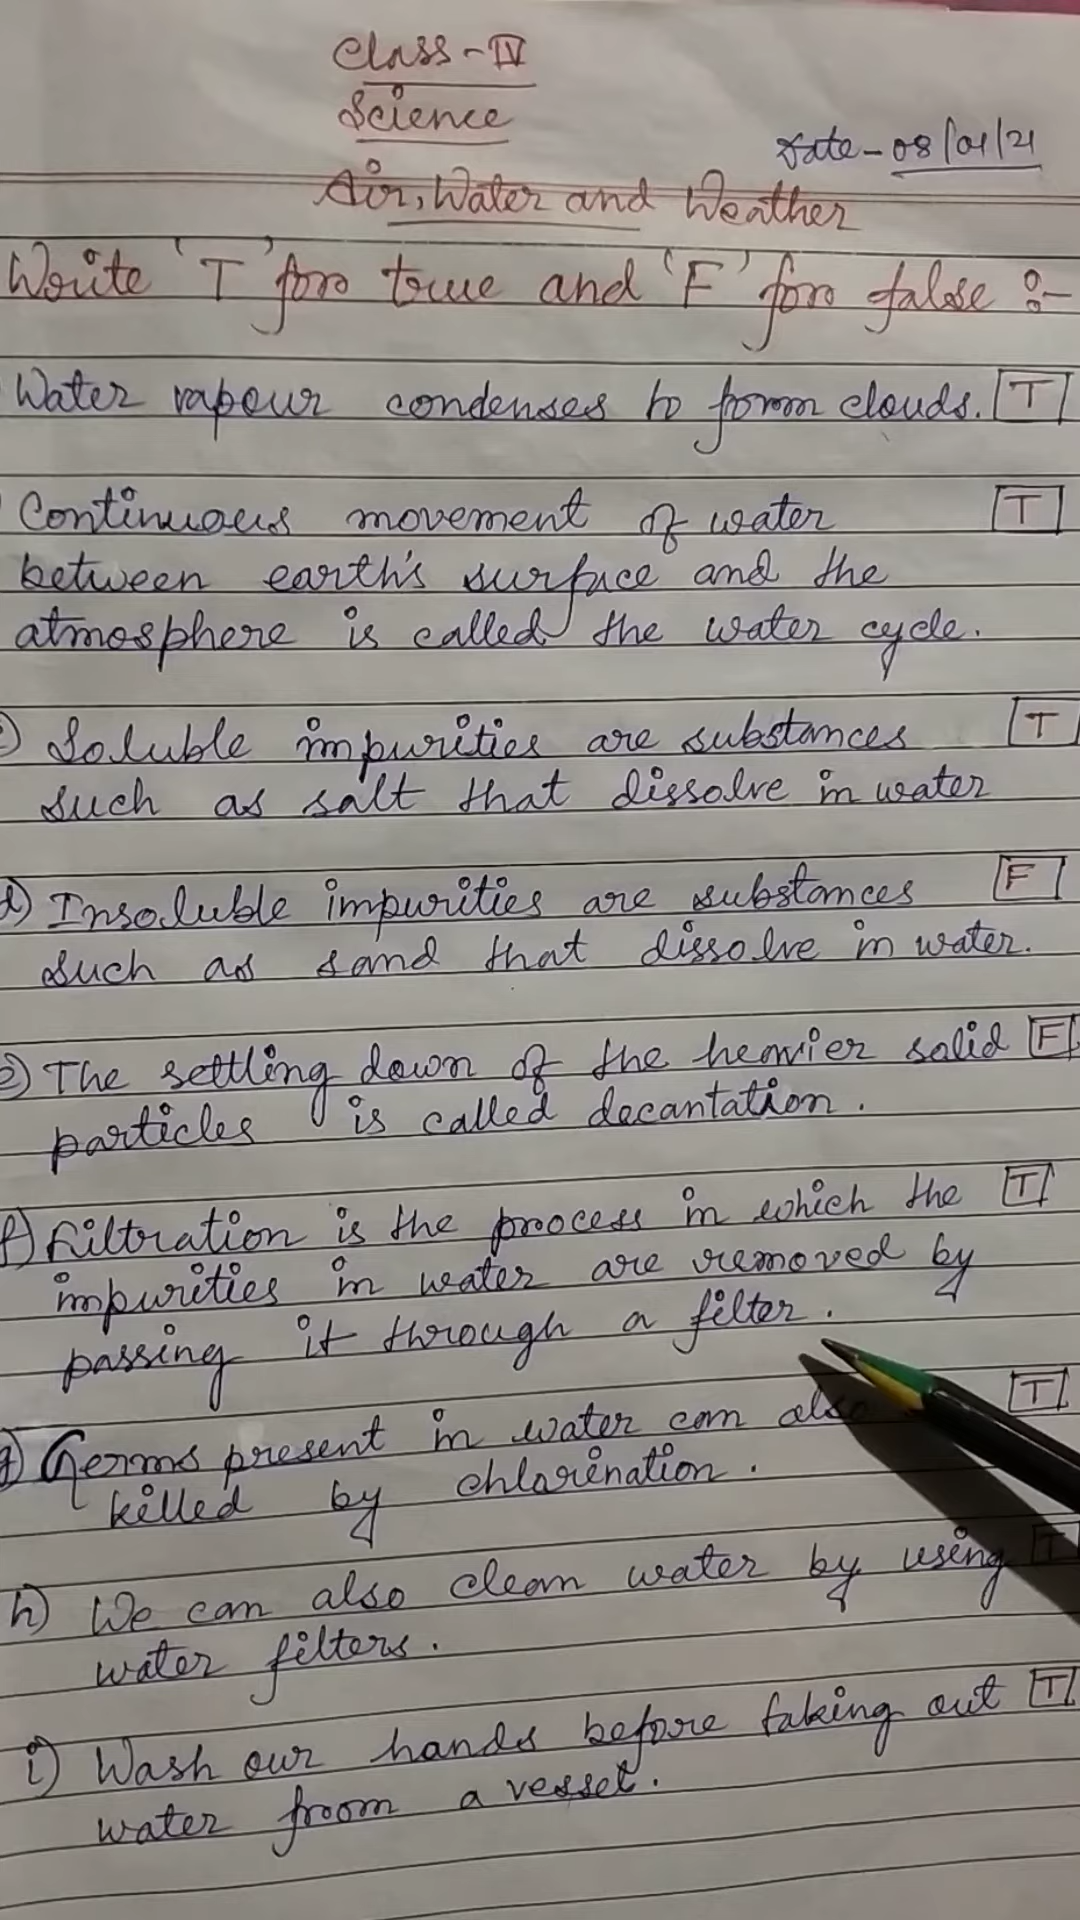 Class - IV
Science
Date - 08/01/21
Air, Water and Weather
Write 'T' for true and 'F' for false :-
Water vapour condenses to form clouds. T
Continuous movement of water T
between earth's surface and the
atmosphere is called the water cycle.
Soluble impurities are substances T
such as salt that dissolve in water
d) Insoluble impurities are substances F
such as sand that dissolve in water.
e) The settling down of the heavier solid F
particles is called decantation.
f) Filtration is the process in which the T
impurities in water are removed by
passing it through a filter.
g) Germs present in water can also T
killed by chlorination.
h) We can also clean water by using T
water filters.
i) Wash our hands before taking out T
water from a vessel.